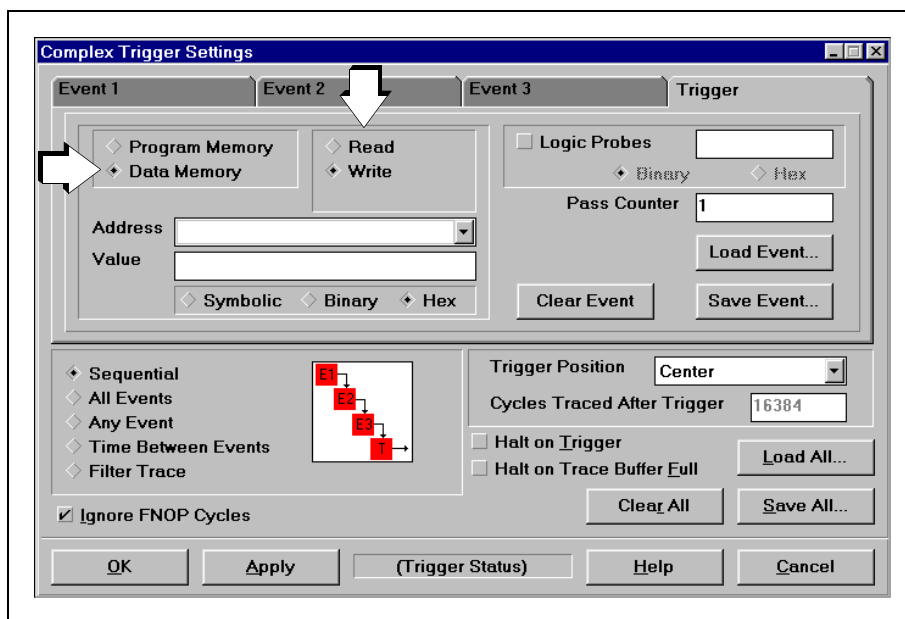 Complex Trigger Settings
Event 1 Event 2 Event 3 Trigger
Program Memory
Data Memory
Read
Write
Address
Value
Symbolic Binary Hex
Logic Probes
Binary Hex
Pass Counter 1
Load Event...
Clear Event Save Event...
Sequential
All Events
Any Event
Time Between Events
Filter Trace
E1
E2
E3
T
Trigger Position Center
Cycles Traced After Trigger 16384
Halt on Trigger
Halt on Trace Buffer Full
Load All...
Clear All Save All...
Ignore FNOP Cycles
OK Apply (Trigger Status) Help Cancel